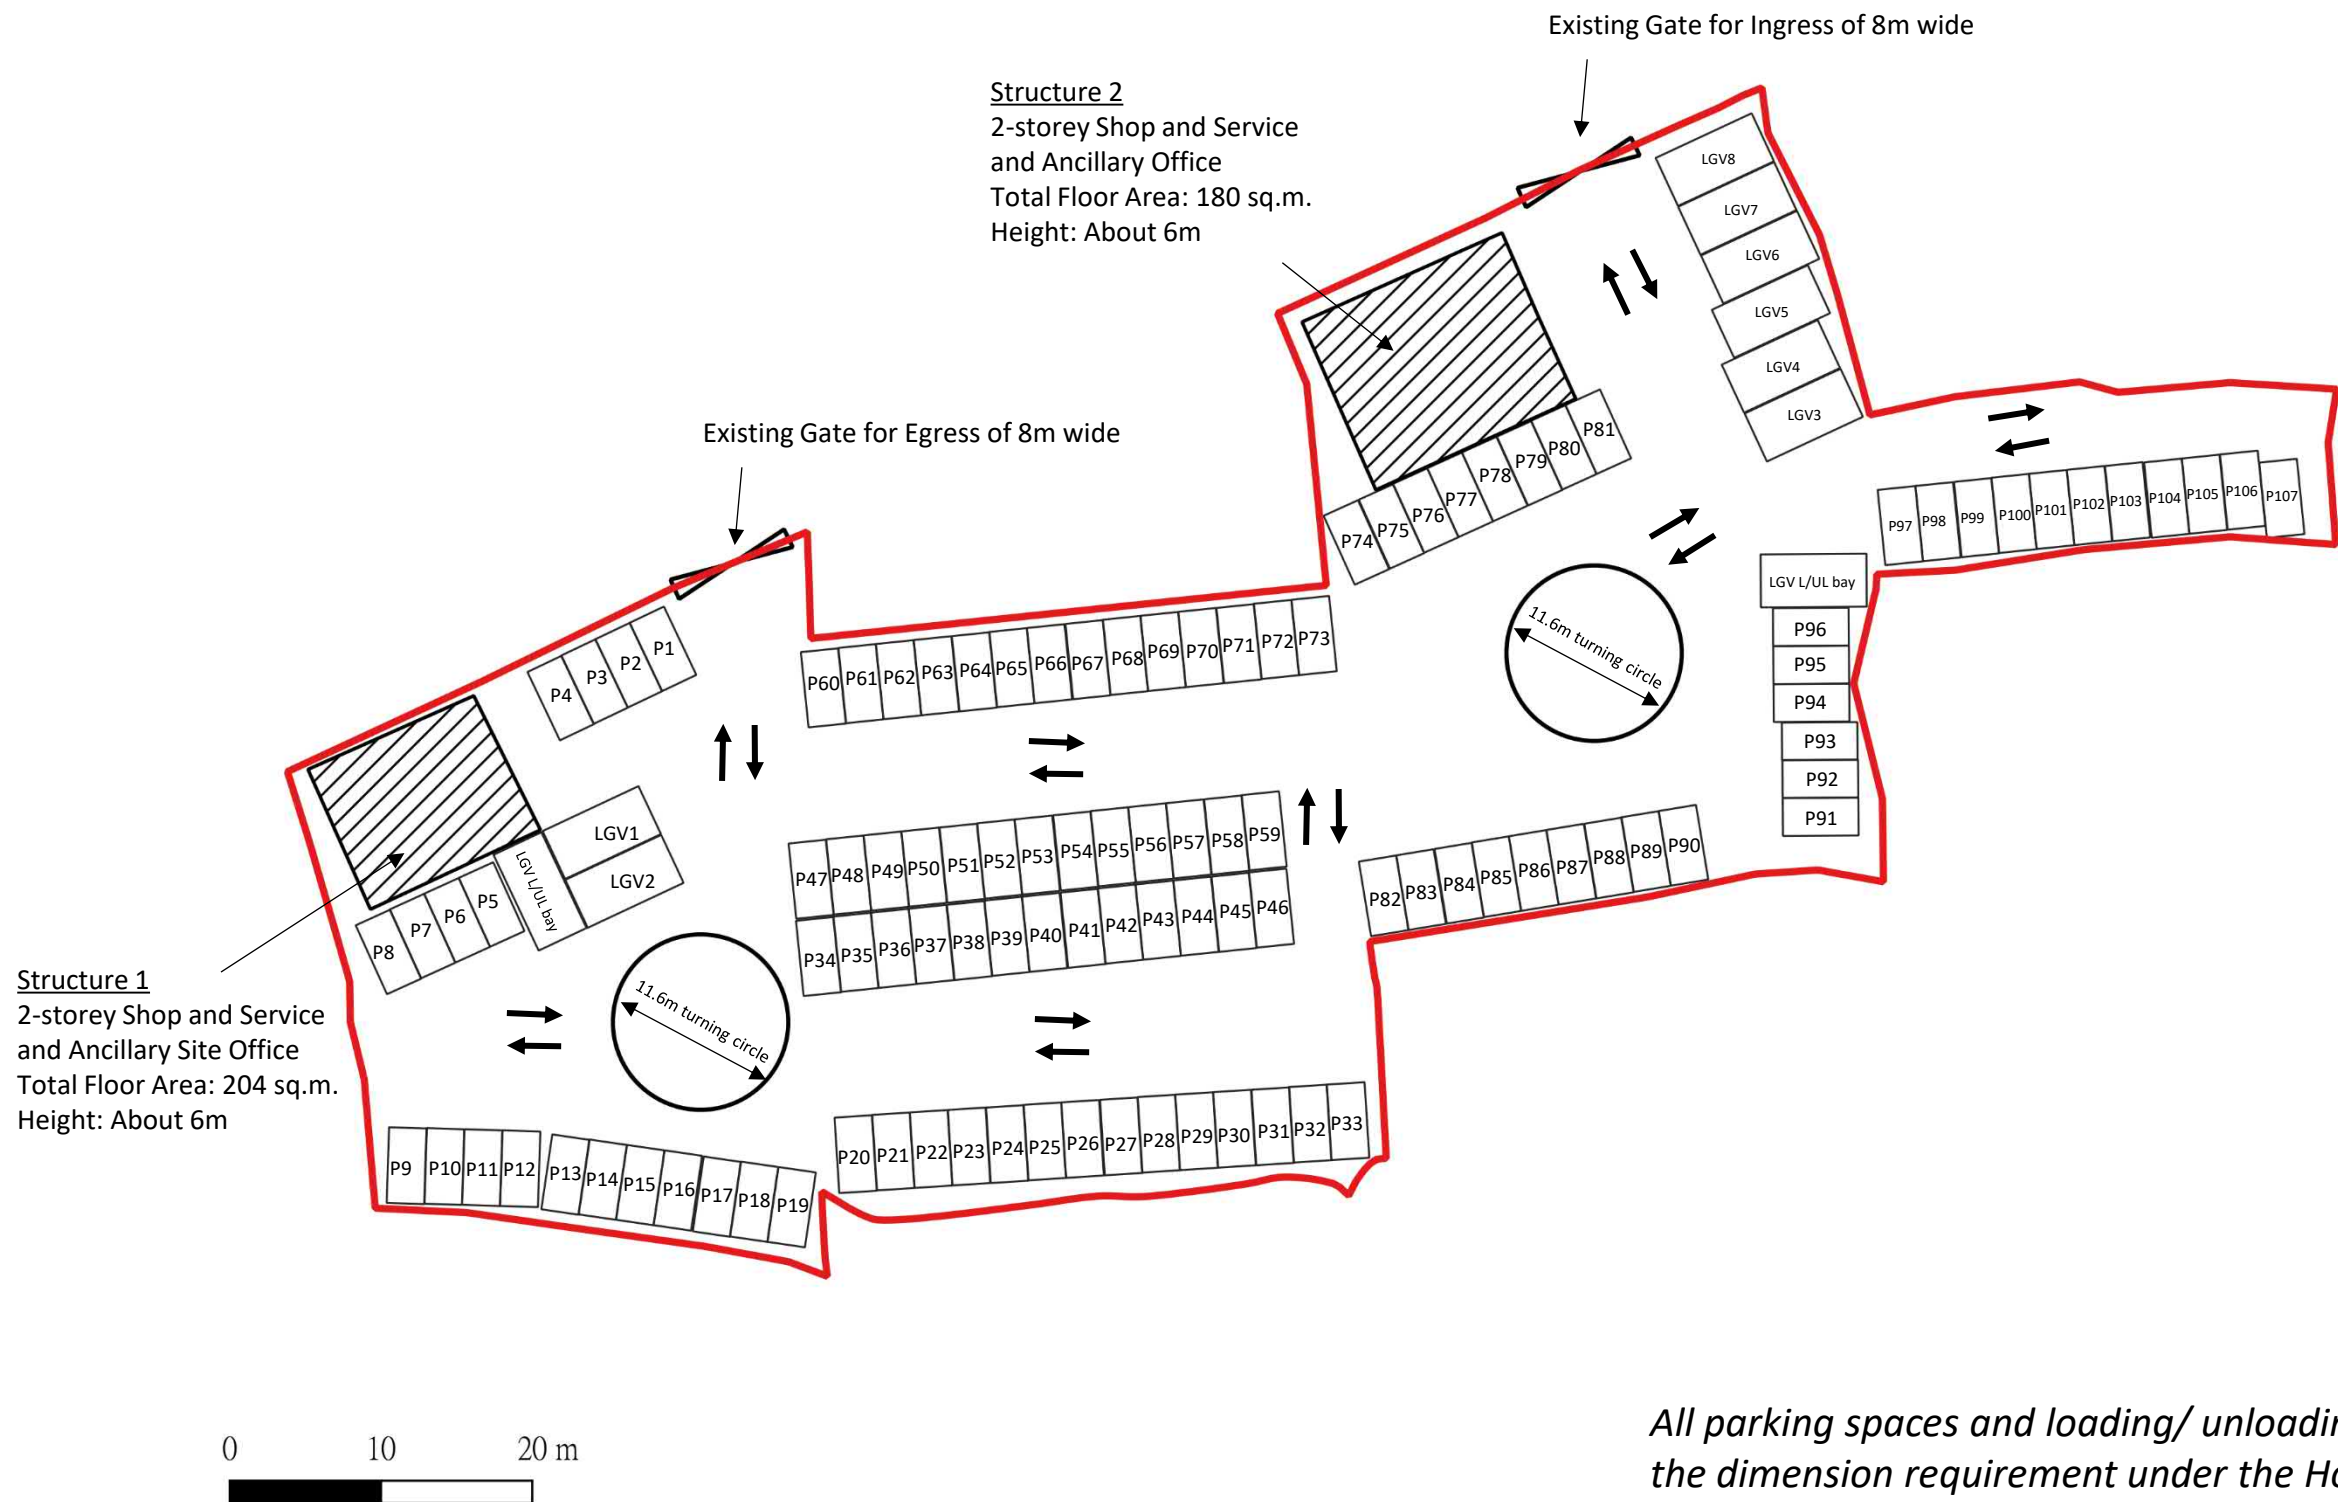 Existing Gate for Ingress of 8m wide
Structure 2
2-storey Shop and Service
and Ancillary Office
Total Floor Area: 180 sq.m.
Height: About 6m
LGV8
LGV7
LGV6
LGV5
LGV4
LGV3
Existing Gate for Egress of 8m wide
P81
P80
P79
P78
P77
P76
P75
P74
P97
P98
P99
P100
P101
P102
P103
P104
P105
P106
P107
LGV L/UL bay
P96
P95
P94
P93
P92
P91
11.6m turning circle
P1
P2
P3
P4
P60
P61
P62
P63
P64
P65
P66
P67
P68
P69
P70
P71
P72
P73
LGV1
LGV2
LGV L/UL bay
P5
P6
P7
P8
P47
P48
P49
P50
P51
P52
P53
P54
P55
P56
P57
P58
P59
P34
P35
P36
P37
P38
P39
P40
P41
P42
P43
P44
P45
P46
P82
P83
P84
P85
P86
P87
P88
P89
P90
Structure 1
2-storey Shop and Service
and Ancillary Site Office
Total Floor Area: 204 sq.m.
Height: About 6m
11.6m turning circle
P9
P10
P11
P12
P13
P14
P15
P16
P17
P18
P19
P20
P21
P22
P23
P24
P25
P26
P27
P28
P29
P30
P31
P32
P33
0 10 20 m
All parking spaces and loading/
the dimension requirement under the